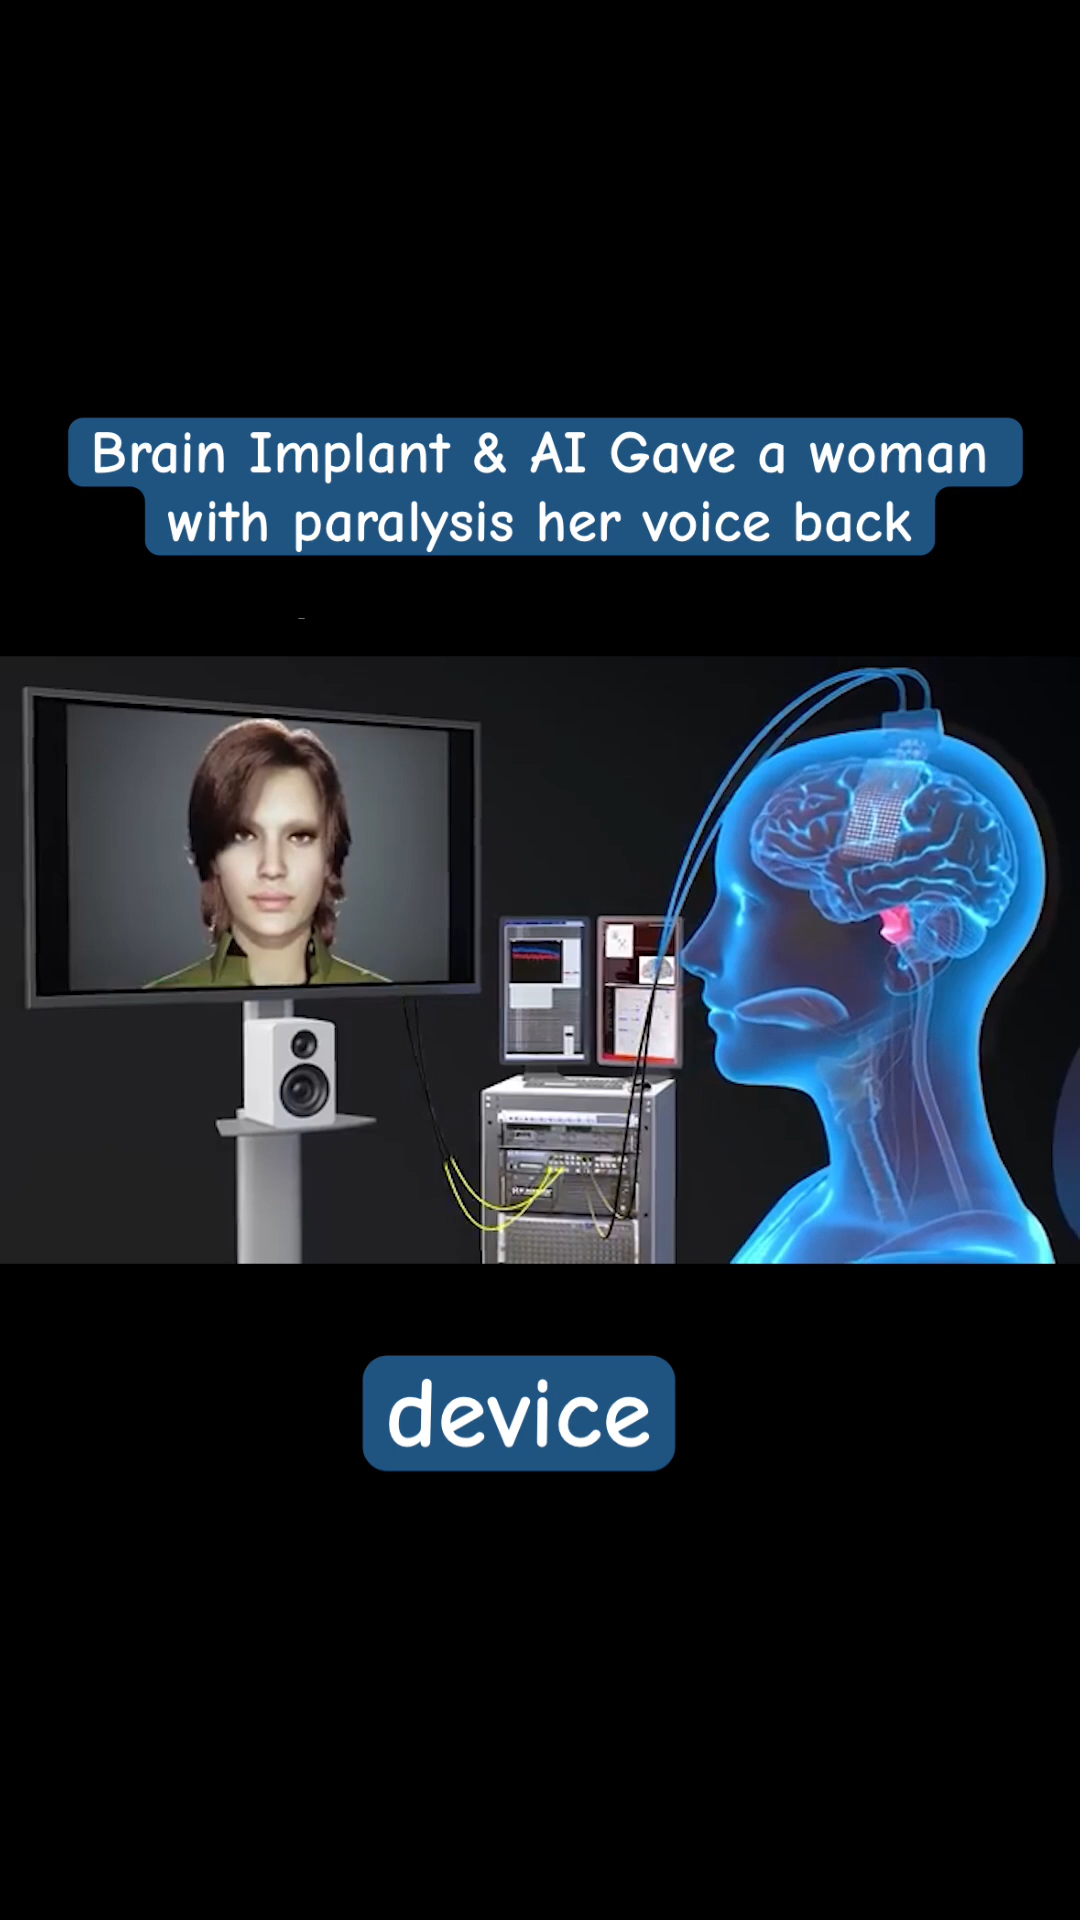 Brain Implant & AI Gave a woman
with paralysis her voice back
device